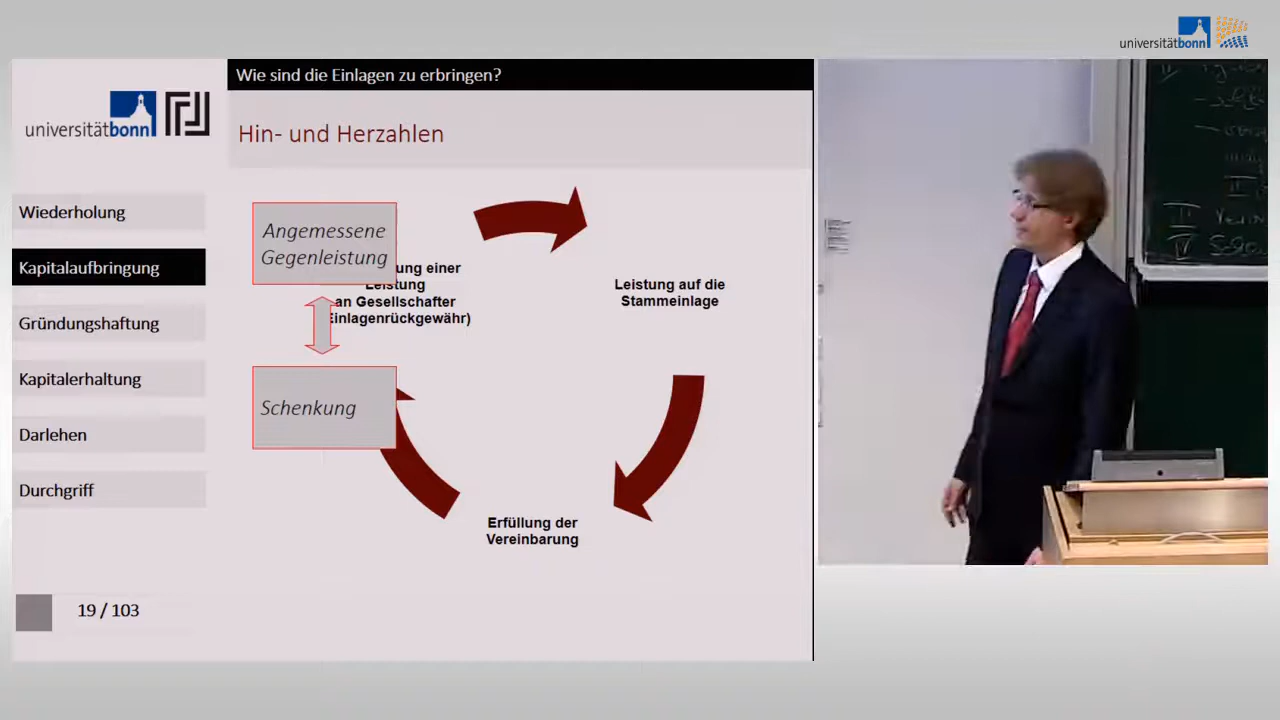 universitätbonn
Wie sind die Einlagen zu erbringen?
universitätbonn
Hin- und Herzahlen
Wiederholung
Kapitalaufbringung
Gründungshaftung
Kapitalerhaltung
Darlehen
Durchgriff
Angemessene
Gegenleistung
ung einer
Leistung
an Gesellschafter
Einlagenrückgewähr)
Leistung auf die
Stammeinlage
Schenkung
Erfüllung der
Vereinbarung
19 / 103